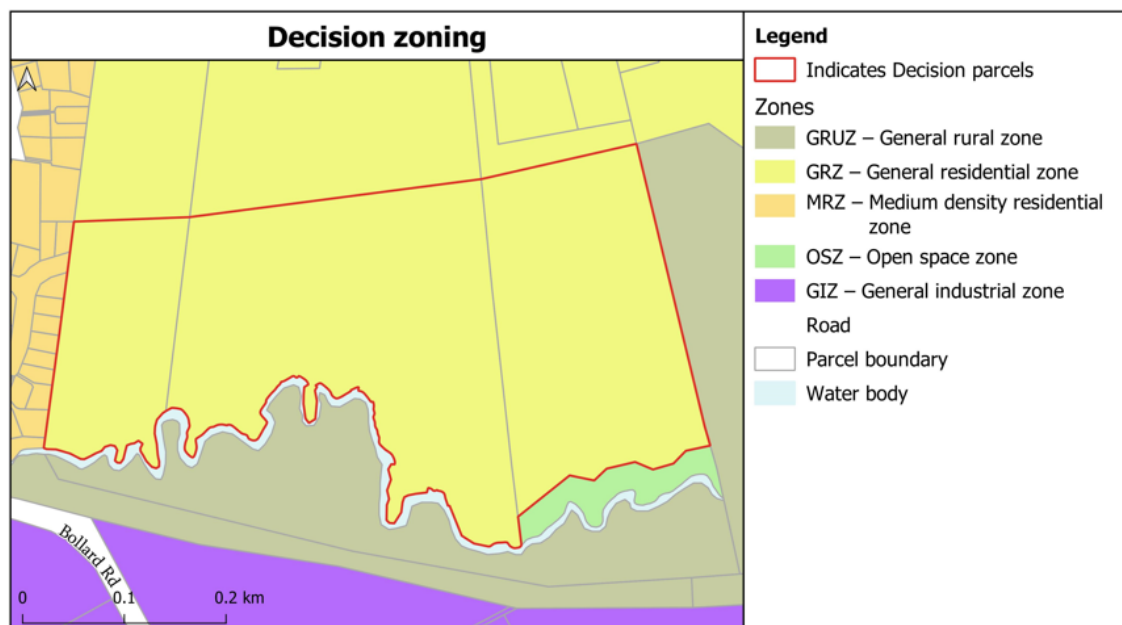 Decision zoning
Bollard Rd
0 0.1 0.2 km
Legend
Indicates Decision parcels
Zones
GRUZ – General rural zone
GRZ – General residential zone
MRZ – Medium density residential
zone
OSZ – Open space zone
GIZ – General industrial zone
Road
Parcel boundary
Water body